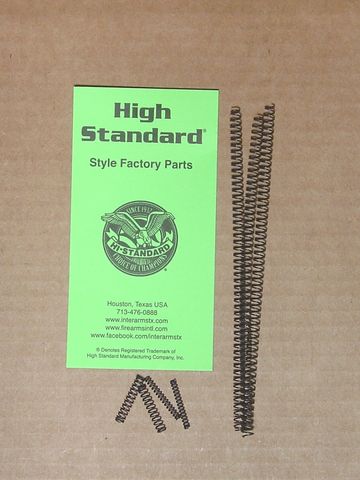 High
Standard®
Style Factory Parts
SINCE 1932
HI-STANDARD
CHOICE OF CHAMPIONS
Houston, Texas USA
713-476-0888
www.interarmstx.com
www.firearmsintl.com
www.facebook.com/interarmstx
® Denotes Registered Trademark of
High Standard Manufacturing Company, Inc.